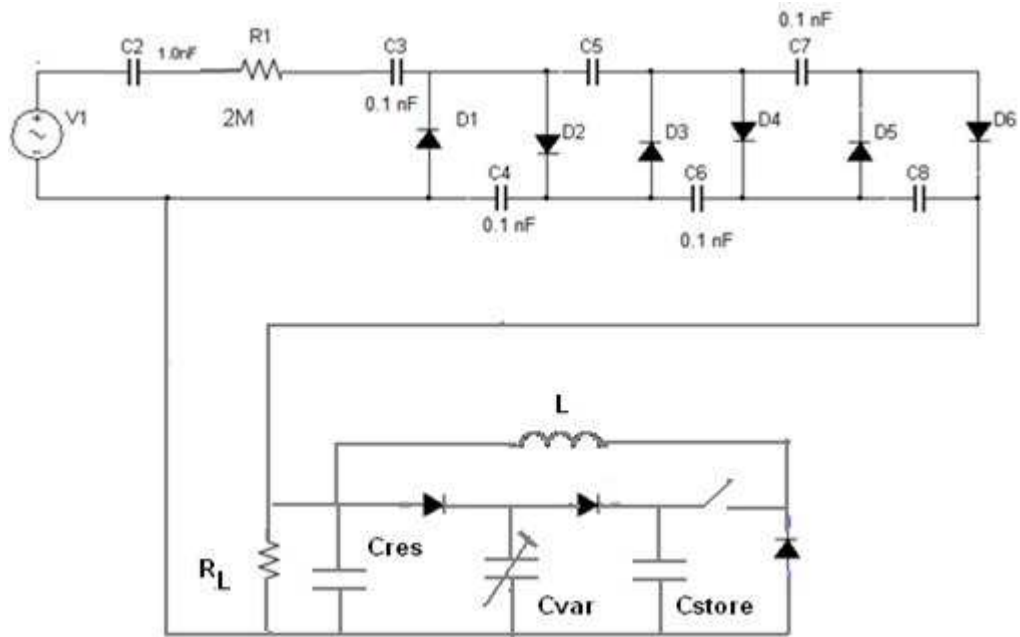 0.1 nF
R1
C2
1.0nF
C3
C5
C7
V1
2M
0.1 nF
D1
D2
D3
D4
D5
D6
C4
C6
C8
0.1 nF
0.1 nF
L
Cres
RL
Cvar
Cstore